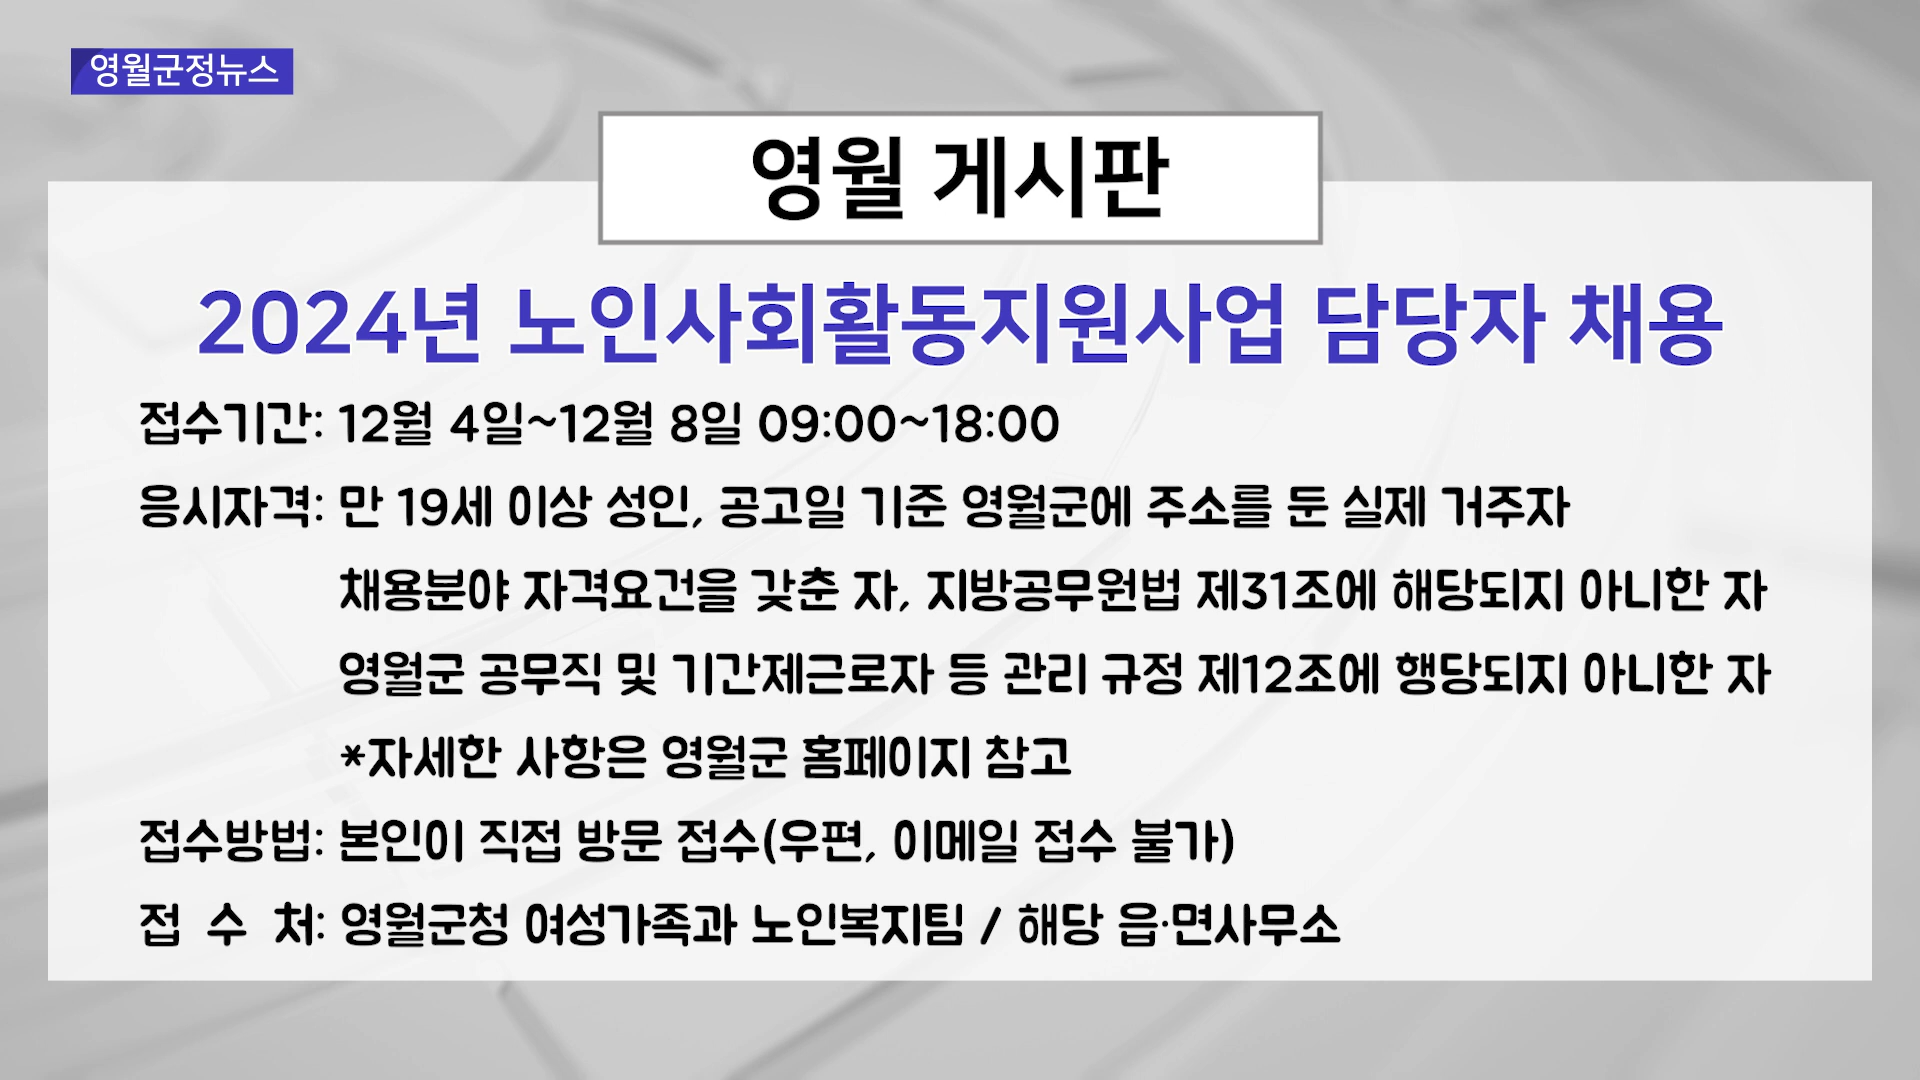 영월군정뉴스
영월 게시판
2024년 노인사회활동지원사업 담당자 채용
접수기간: 12월 4일~12월 8일 09:00~18:00
응시자격: 만 19세 이상 성인, 공고일 기준 영월군에 주소를 둔 실제 거주자
채용분야 자격요건을 갖춘 자, 지방공무원법 제31조에 해당되지 아니한 자
영월군 공무직 및 기간제근로자 등 관리 규정 제12조에 행당되지 아니한 자
*자세한 사항은 영월군 홈페이지 참고
접수방법: 본인이 직접 방문 접수(우편, 이메일 접수 불가)
접 수 처: 영월군청 여성가족과 노인복지팀 / 해당 읍·면사무소